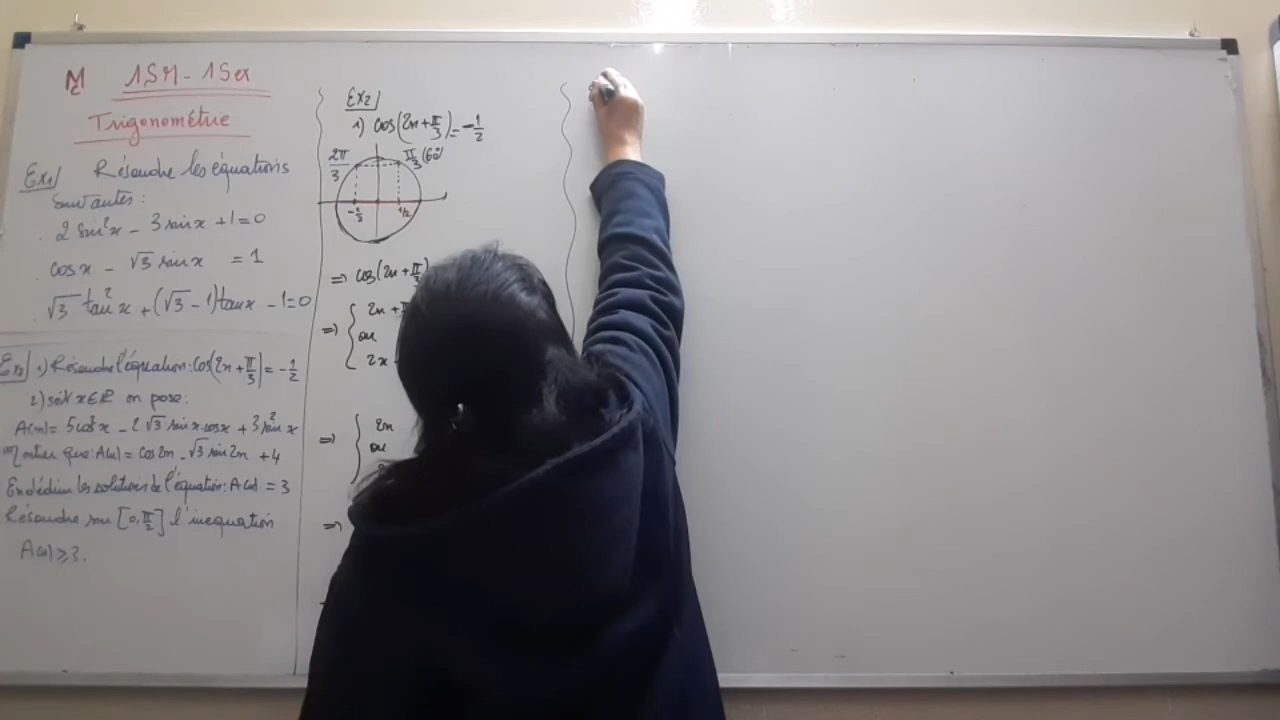 1SM - 1Sex
Trigonométrie
Ex1/ Résoudre les équations
suivantes:
. 2 sin²x - 3 sin x + 1 = 0
. cos x - √3 sin x = 1
. √3 tan²x + (√3 - 1) tan x - 1 = 0
Ex2/ 1) Résoudre l'équation: cos(2x + π/3) = -1/2
2) soit x ∈ ℝ on pose:
A(x) = 5cos²x - 2√3 sin x cos x + 3 sin²x
Montrer que: A(x) = cos 2x - √3 sin 2x + 4
En déduire les solutions de l'équation: A(x) = 3
Résoudre sur [0, π/2] l'inequation
A(x) ⩾ 3.
Ex2/
1) cos(2x + π/3) = -1/2
2π/3 π/3 (60°)
-1/2 1/2
=> cos(2x + π/3)
=> { 2x +
ou
2x
=> { 2x
ou
=>